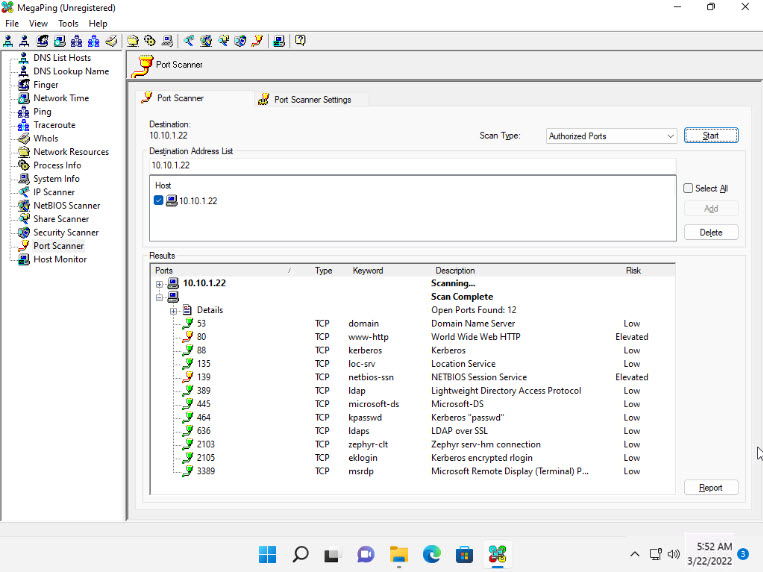 MegaPing (Unregistered)
File View Tools Help
DNS List Hosts
DNS Lookup Name
Finger
Network Time
Ping
Traceroute
WhoIs
Network Resources
Process Info
System Info
IP Scanner
NetBIOS Scanner
Share Scanner
Security Scanner
Port Scanner
Host Monitor
Port Scanner
Port Scanner Port Scanner Settings
Destination:
10.10.1.22
Scan Type: Authorized Ports Start
Destination Address List
10.10.1.22
Host
10.10.1.22
Select All
Add
Delete
Results
Ports / Type Keyword Description Risk
10.10.1.22 Scanning...
Scan Complete
Details Open Ports Found: 12
53 TCP domain Domain Name Server Low
80 TCP www-http World Wide Web HTTP Elevated
88 TCP kerberos Kerberos Low
135 TCP loc-srv Location Service Low
139 TCP netbios-ssn NETBIOS Session Service Elevated
389 TCP ldap Lightweight Directory Access Protocol Low
445 TCP microsoft-ds Microsoft-DS Low
464 TCP kpasswd Kerberos "passwd" Low
636 TCP ldaps LDAP over SSL Low
2103 TCP zephyr-clt Zephyr serv-hm connection Low
2105 TCP eklogin Kerberos encrypted rlogin Low
3389 TCP msrdp Microsoft Remote Display (Terminal) P... Low
Report
5:52 AM
3/22/2022
3